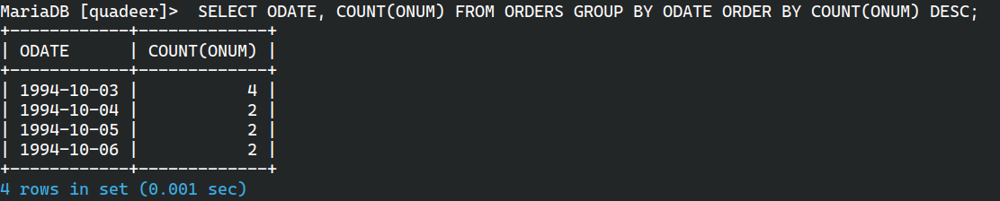 MariaDB [quadeer]>  SELECT ODATE, COUNT(ONUM) FROM ORDERS GROUP BY ODATE ORDER BY COUNT(ONUM) DESC;
+------------+-------------+
| ODATE      | COUNT(ONUM) |
+------------+-------------+
| 1994-10-03 |           4 |
| 1994-10-04 |           2 |
| 1994-10-05 |           2 |
| 1994-10-06 |           2 |
+------------+-------------+
4 rows in set (0.001 sec)